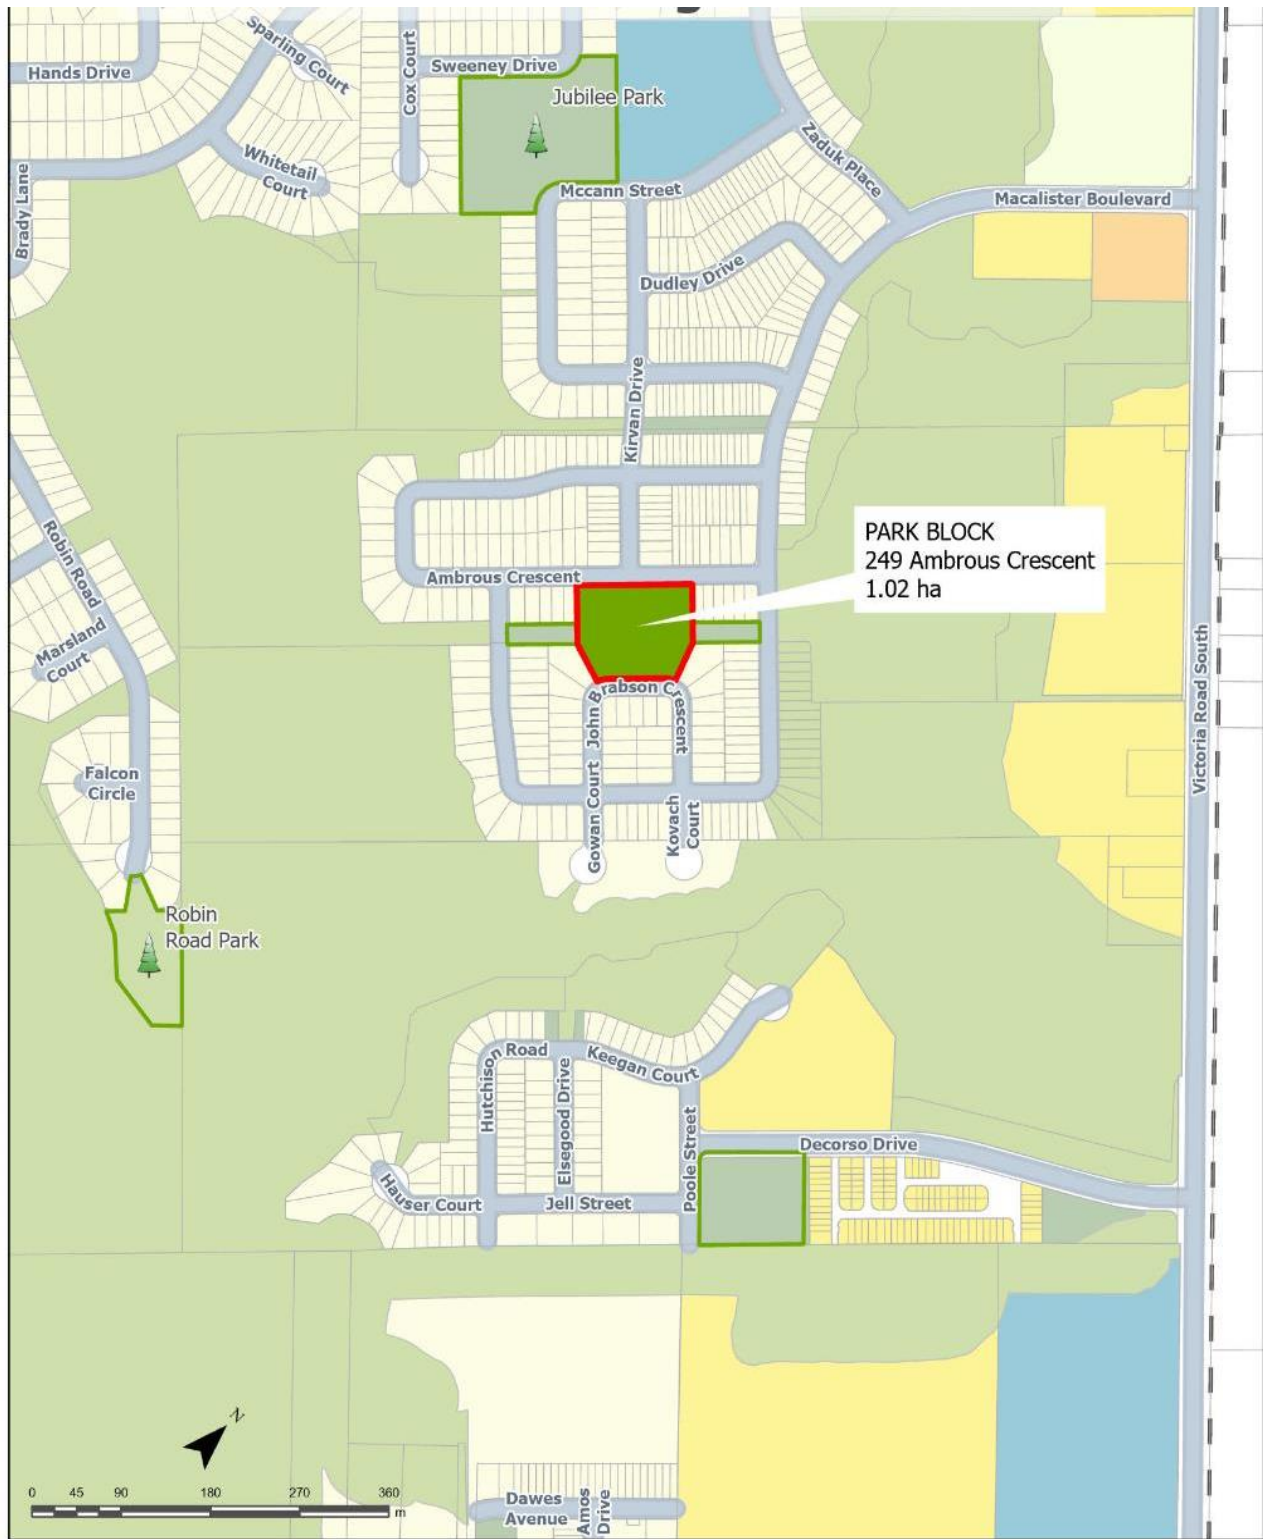 Sparling Court
Hands Drive
Cox Court
Sweeney Drive
Jubilee Park
Zaduk Place
Whitetail
Court
Brady Lane
Mccann Street
Macalister Boulevard
Dudley Drive
Kirvan Drive
PARK BLOCK
249 Ambrous Crescent
1.02 ha
Robin Road
Ambrous Crescent
Marsland
Court
Victoria Road South
John Brabson Crescent
Falcon
Circle
Gowan Court
Kovach
Court
Robin
Road Park
Hutchison Road
Keegan Court
Elsegood Drive
Poole Street
Decorso Drive
Hauser Court
Jell Street
N
0 45 90 180 270 360
m
Dawes
Avenue
Amos
Drive